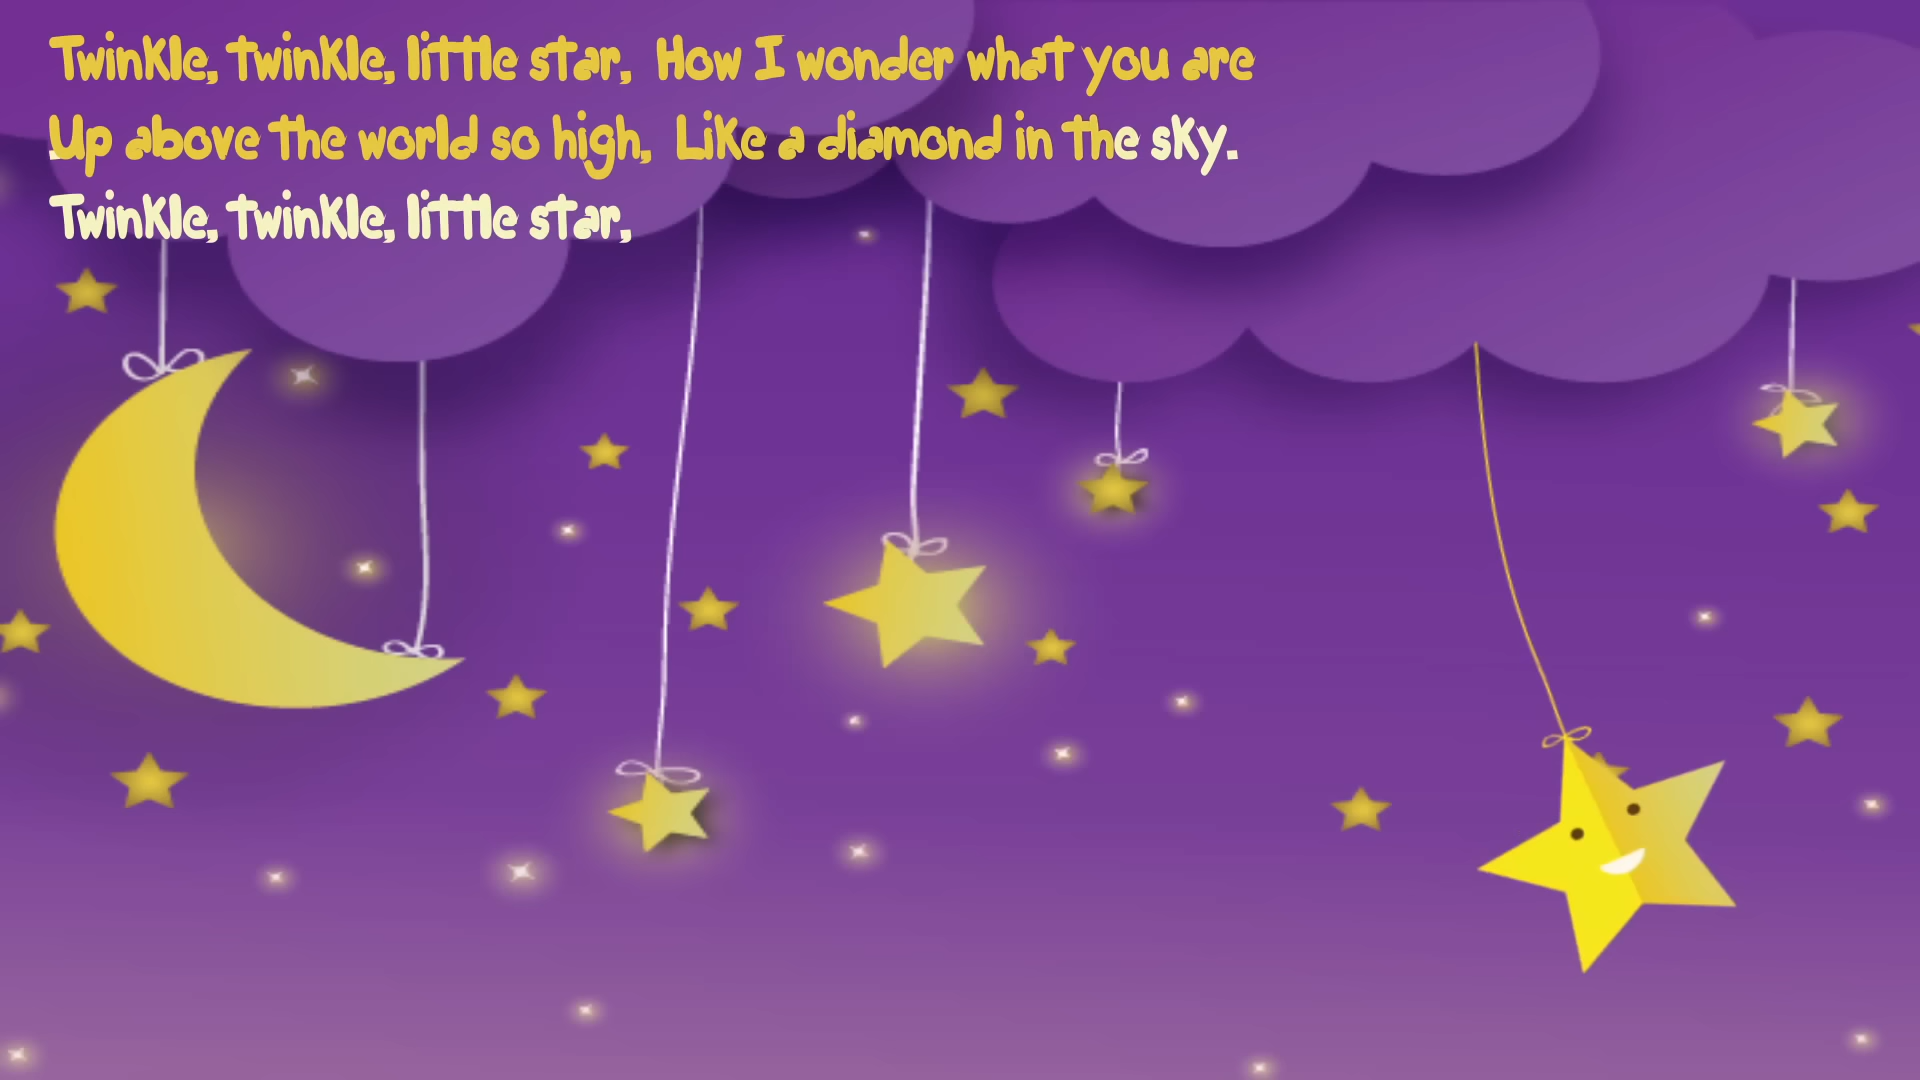 Twinkle, twinkle, little star, How I wonder what you are
Up above the world so high, Like a diamond in the sky.
Twinkle, twinkle, little star,